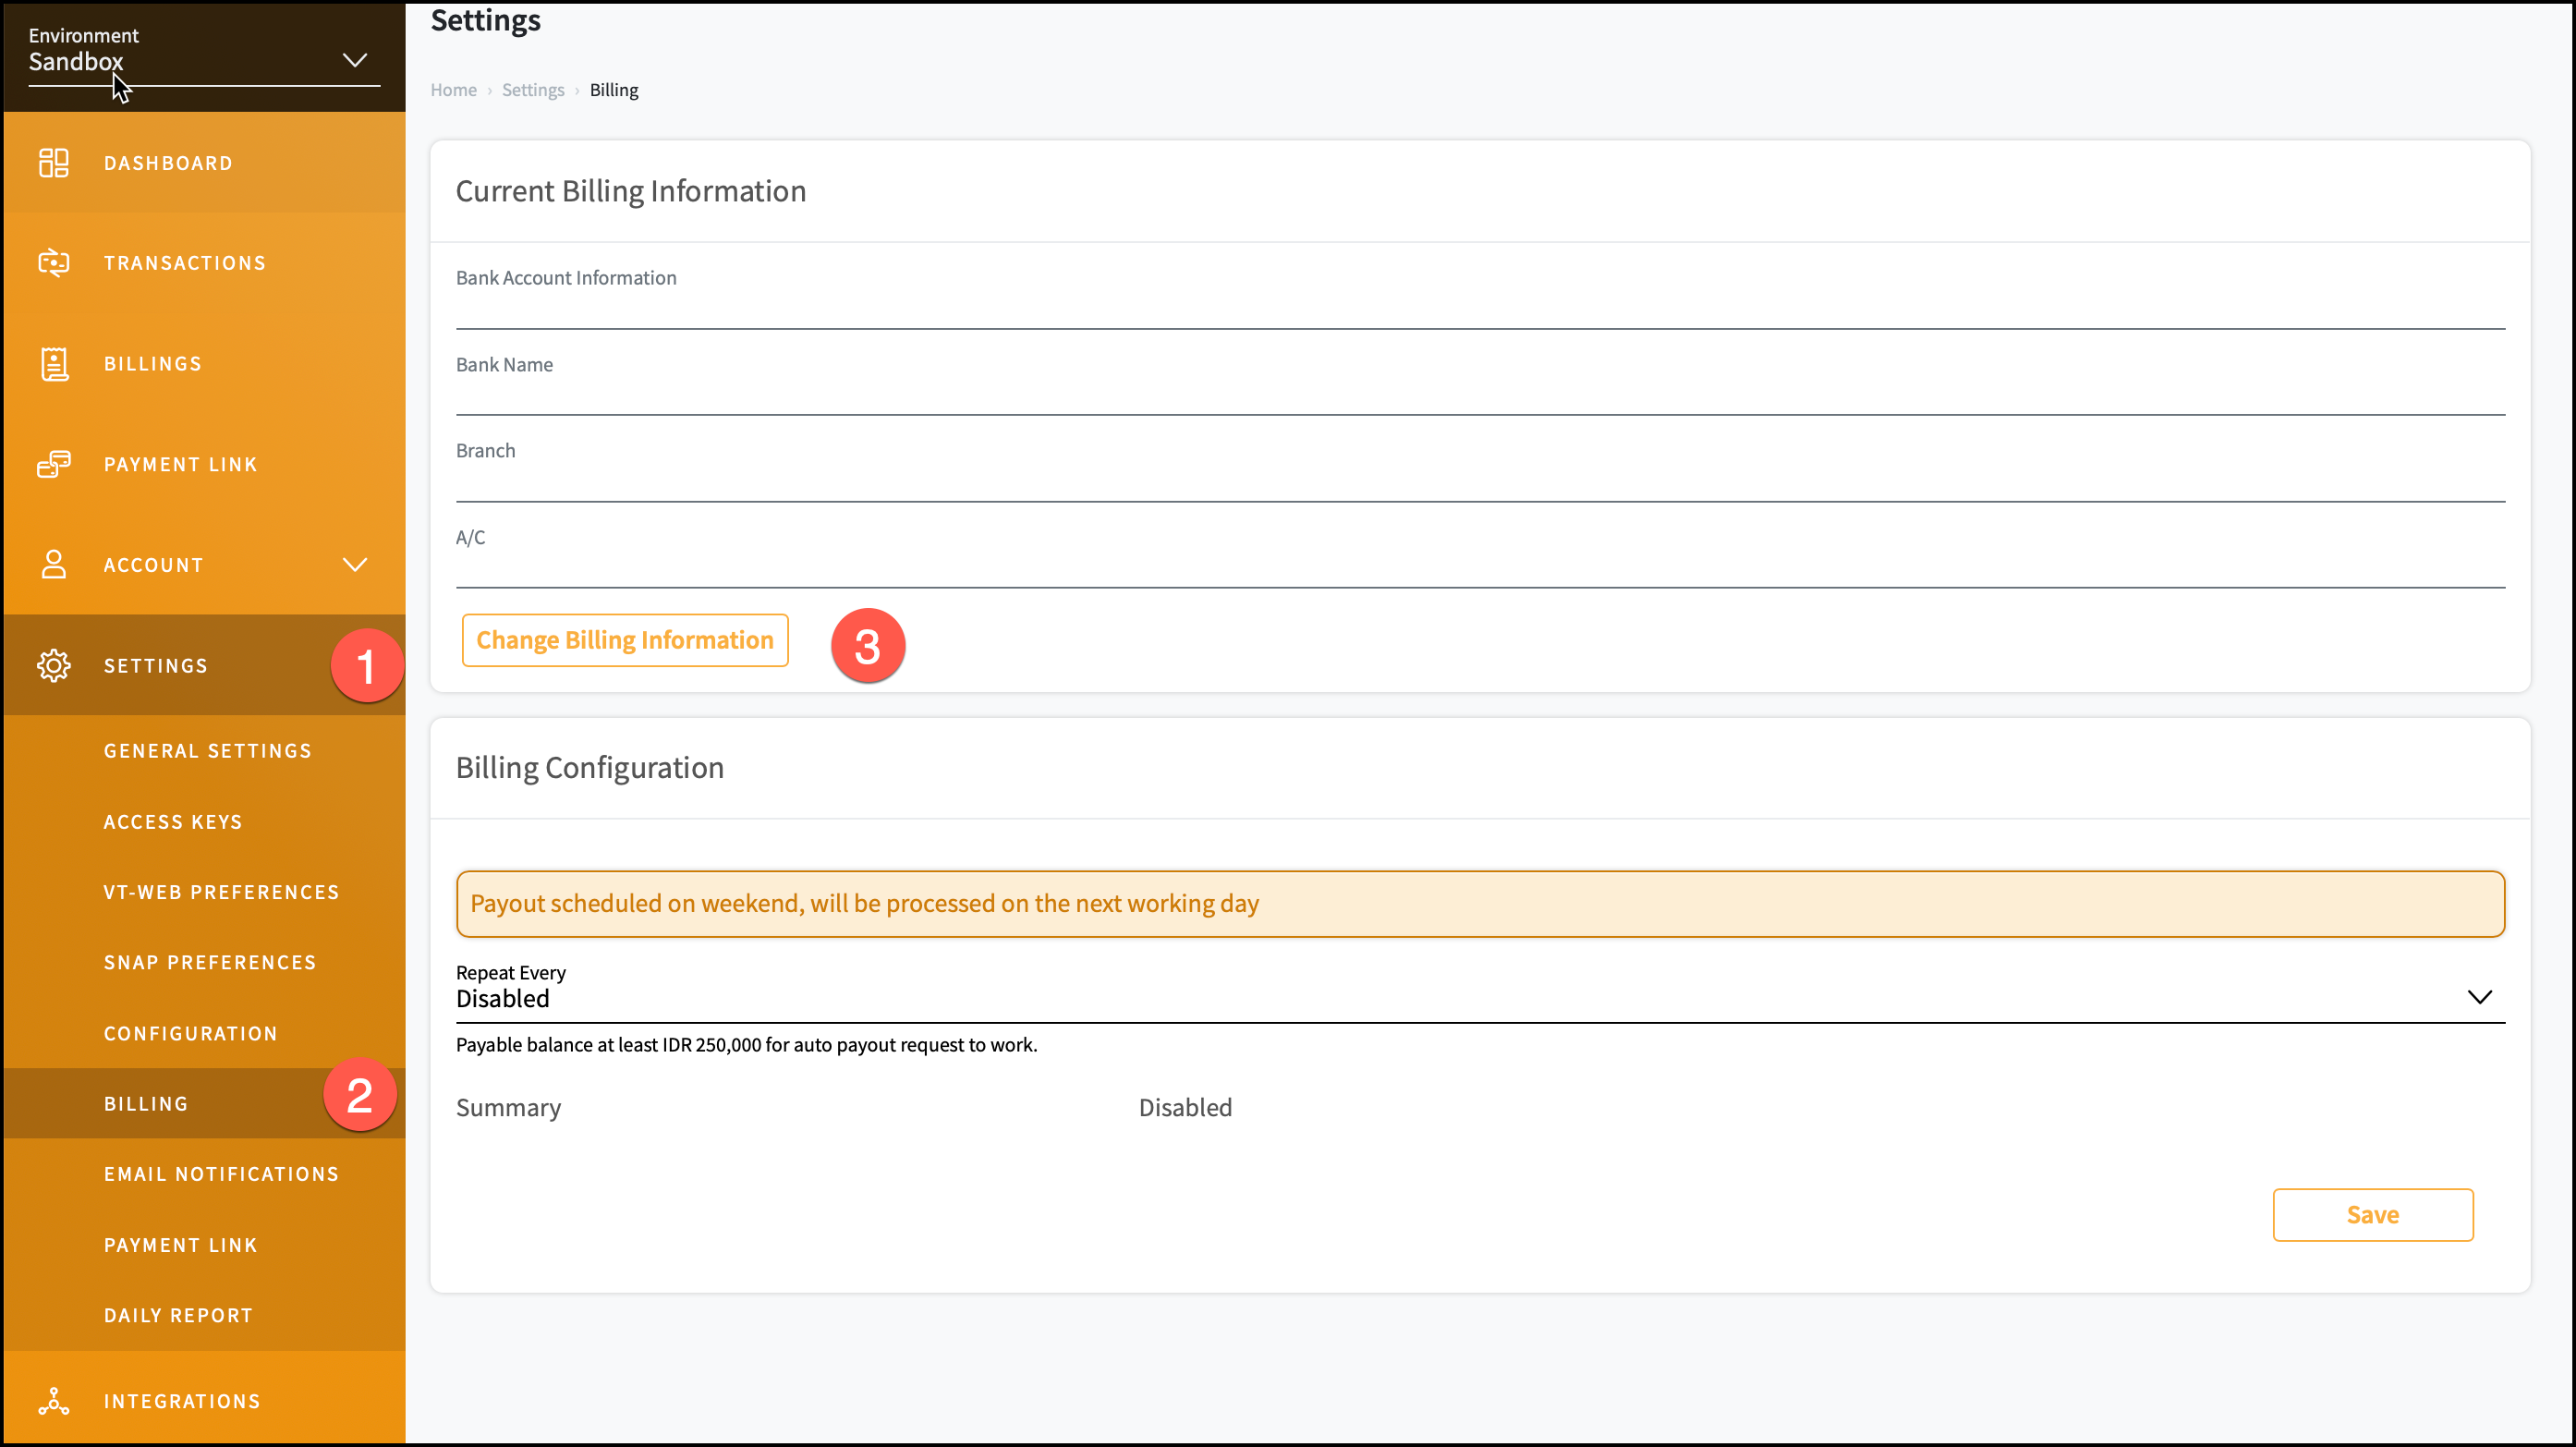 Environment
Sandbox
DASHBOARD
TRANSACTIONS
BILLINGS
PAYMENT LINK
ACCOUNT
SETTINGS
1
GENERAL SETTINGS
ACCESS KEYS
VT-WEB PREFERENCES
SNAP PREFERENCES
CONFIGURATION
BILLING
2
EMAIL NOTIFICATIONS
PAYMENT LINK
DAILY REPORT
INTEGRATIONS
Settings
Home › Settings › Billing
Current Billing Information
Bank Account Information
Bank Name
Branch
A/C
Change Billing Information
3
Billing Configuration
Payout scheduled on weekend, will be processed on the next working day
Repeat Every
Disabled
Payable balance at least IDR 250,000 for auto payout request to work.
Summary Disabled
Save